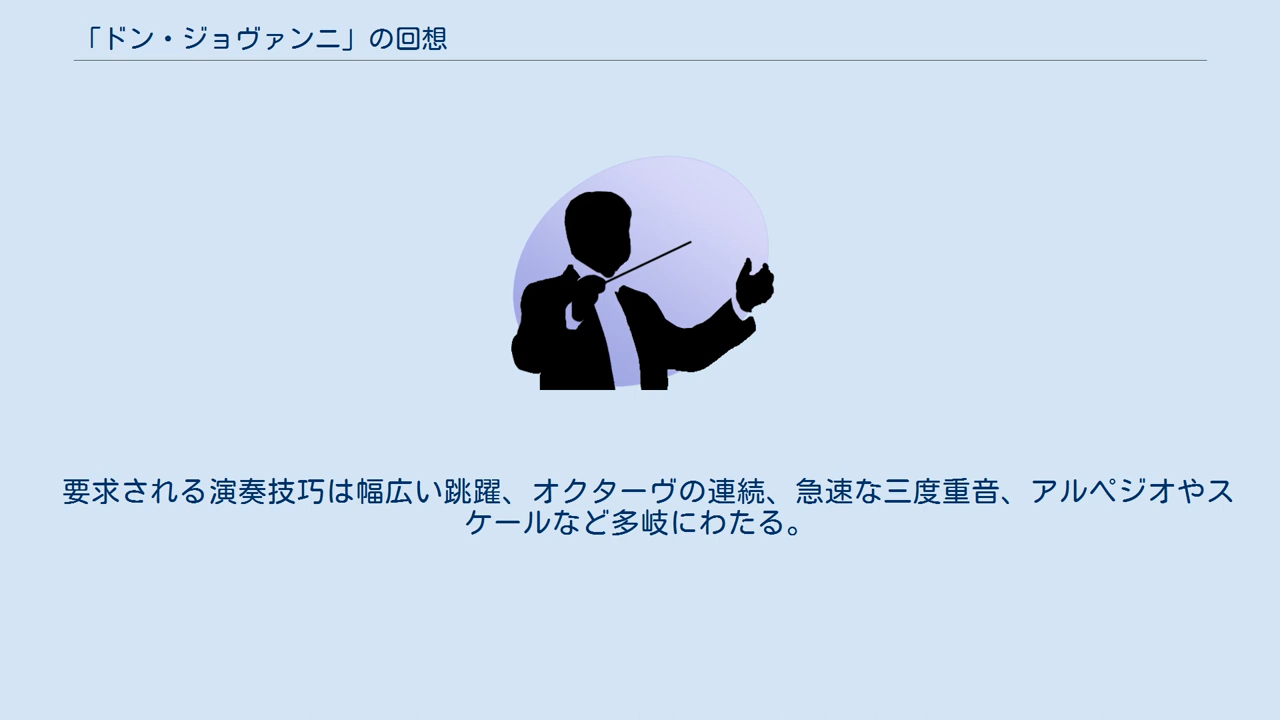 「ドン・ジョヴァンニ」の回想
要求される演奏技巧は幅広い跳躍、オクターヴの連続、急速な三度重音、アルペジオやス
ケールなど多岐にわたる。